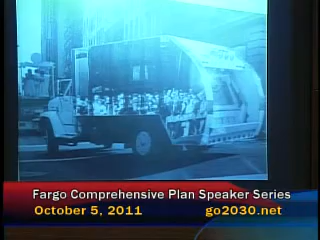 Fargo Comprehensive Plan Speaker Series
October 5, 2011 go2030.net